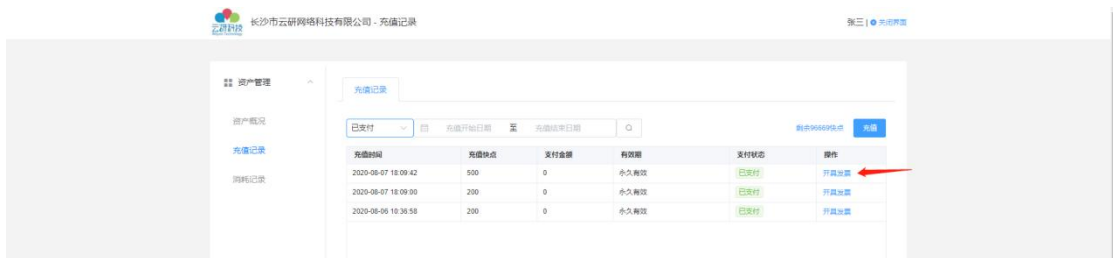 云研科技
长沙市云研网络科技有限公司 - 充值记录
张三 | 关闭界面
资产管理
充值记录
资产概况
已支付 充值开始日期 至 充值结束日期
剩余96669快点 充值
充值记录
充值时间 充值快点 支付金额 有效期 支付状态 操作
2020-08-07 18:09:42 500 0 永久有效 已支付 开具发票
消耗记录
2020-08-07 18:09:00 200 0 永久有效 已支付 开具发票
2020-08-06 10:36:58 200 0 永久有效 已支付 开具发票